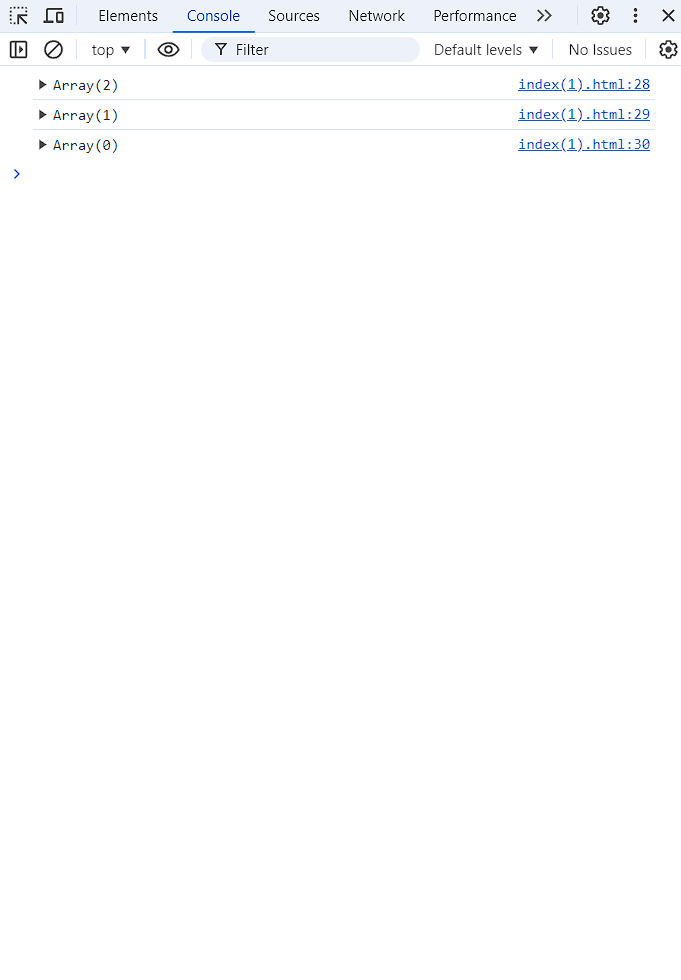 Elements Console Sources Network Performance
top Filter Default levels No Issues
Array(2) index(1).html:28
Array(1) index(1).html:29
Array(0) index(1).html:30